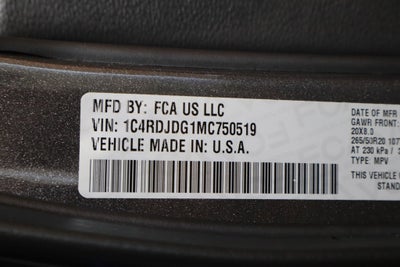 MFD BY: FCA US LLC
VIN: 1C4RDJDG1MC750519
VEHICLE MADE IN: U.S.A.
DATE OF MFR
GAWR FRONT:
20X8.0
265/50R20 107
AT 230 kPa /
TYPE: MPV
THIS VEHICLE
STAND